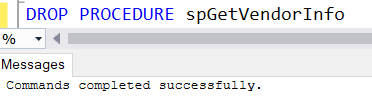 DROP PROCEDURE spGetVendorInfo
%
Messages
Commands completed successfully.